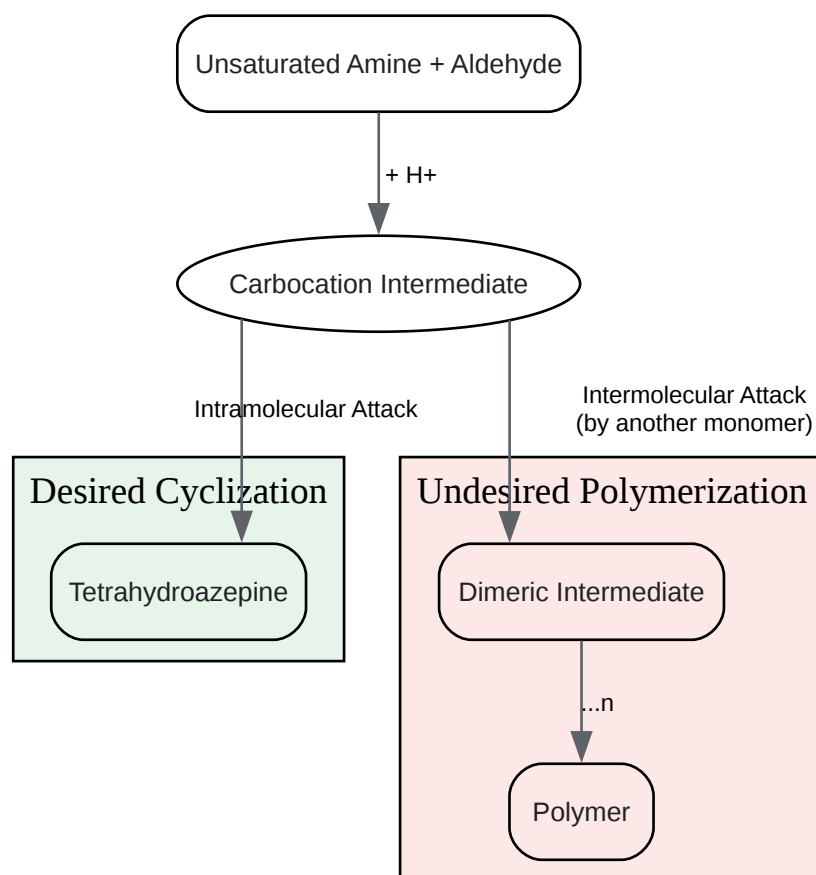 Unsaturated Amine + Aldehyde
+ H+
Carbocation Intermediate
Intramolecular Attack
Intermolecular Attack
(by another monomer)
Desired Cyclization
Undesired Polymerization
Tetrahydroazepine
Dimeric Intermediate
...n
Polymer